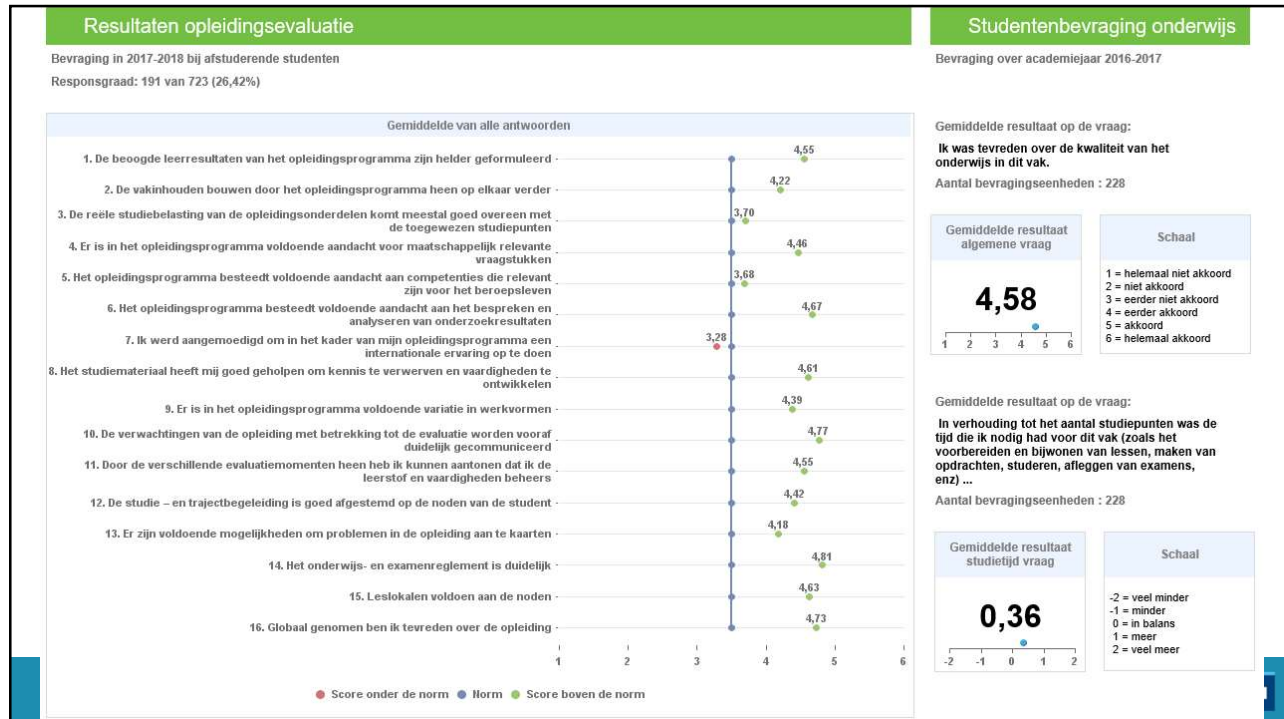 Resultaten opleidingsevaluatie
Bevraging in 2017-2018 bij afstuderende studenten
Responsgraad: 191 van 723 (26,42%)
Gemiddelde van alle antwoorden
1. De beoogde leerresultaten van het opleidingsprogramma zijn helder geformuleerd
4,55
2. De vakinhouden bouwen door het opleidingsprogramma heen op elkaar verder
4,22
3. De reële studiebelasting van de opleidingsonderdelen komt meestal goed overeen met
de toegewezen studiepunten
3,70
4. Er is in het opleidingsprogramma voldoende aandacht voor maatschappelijk relevante
vraagstukken
4,46
5. Het opleidingsprogramma besteedt voldoende aandacht aan competenties die relevant
zijn voor het beroepsleven
3,68
6. Het opleidingsprogramma besteedt voldoende aandacht aan het bespreken en
analyseren van onderzoekresultaten
4,67
7. Ik werd aangemoedigd om in het kader van mijn opleidingsprogramma een
internationale ervaring op te doen
3,28
8. Het studiemateriaal heeft mij goed geholpen om kennis te verwerven en vaardigheden te
ontwikkelen
4,61
9. Er is in het opleidingsprogramma voldoende variatie in werkvormen
4,39
10. De verwachtingen van de opleiding met betrekking tot de evaluatie worden vooraf
duidelijk gecommuniceerd
4,77
11. Door de verschillende evaluatiemomenten heen heb ik kunnen aantonen dat ik de
leerstof en vaardigheden beheers
4,55
12. De studie – en trajectbegeleiding is goed afgestemd op de noden van de student
4,42
13. Er zijn voldoende mogelijkheden om problemen in de opleiding aan te kaarten
4,18
14. Het onderwijs- en examenreglement is duidelijk
4,81
15. Leslokalen voldoen aan de noden
4,63
16. Globaal genomen ben ik tevreden over de opleiding
4,73
1 2 3 4 5 6
Score onder de norm Norm Score boven de norm
Studentenbevraging onderwijs
Bevraging over academiejaar 2016-2017
Gemiddelde resultaat op de vraag:
Ik was tevreden over de kwaliteit van het
onderwijs in dit vak.
Aantal bevragingseenheden : 228
Gemiddelde resultaat
algemene vraag
4,58
1 2 3 4 5 6
Schaal
1 = helemaal niet akkoord
2 = niet akkoord
3 = eerder niet akkoord
4 = eerder akkoord
5 = akkoord
6 = helemaal akkoord
Gemiddelde resultaat op de vraag:
In verhouding tot het aantal studiepunten was de
tijd die ik nodig had voor dit vak (zoals het
voorbereiden en bijwonen van lessen, maken van
opdrachten, studeren, afleggen van examens,
enz) ...
Aantal bevragingseenheden : 228
Gemiddelde resultaat
studietijd vraag
0,36
-2 -1 0 1 2
Schaal
-2 = veel minder
-1 = minder
0 = in balans
1 = meer
2 = veel meer